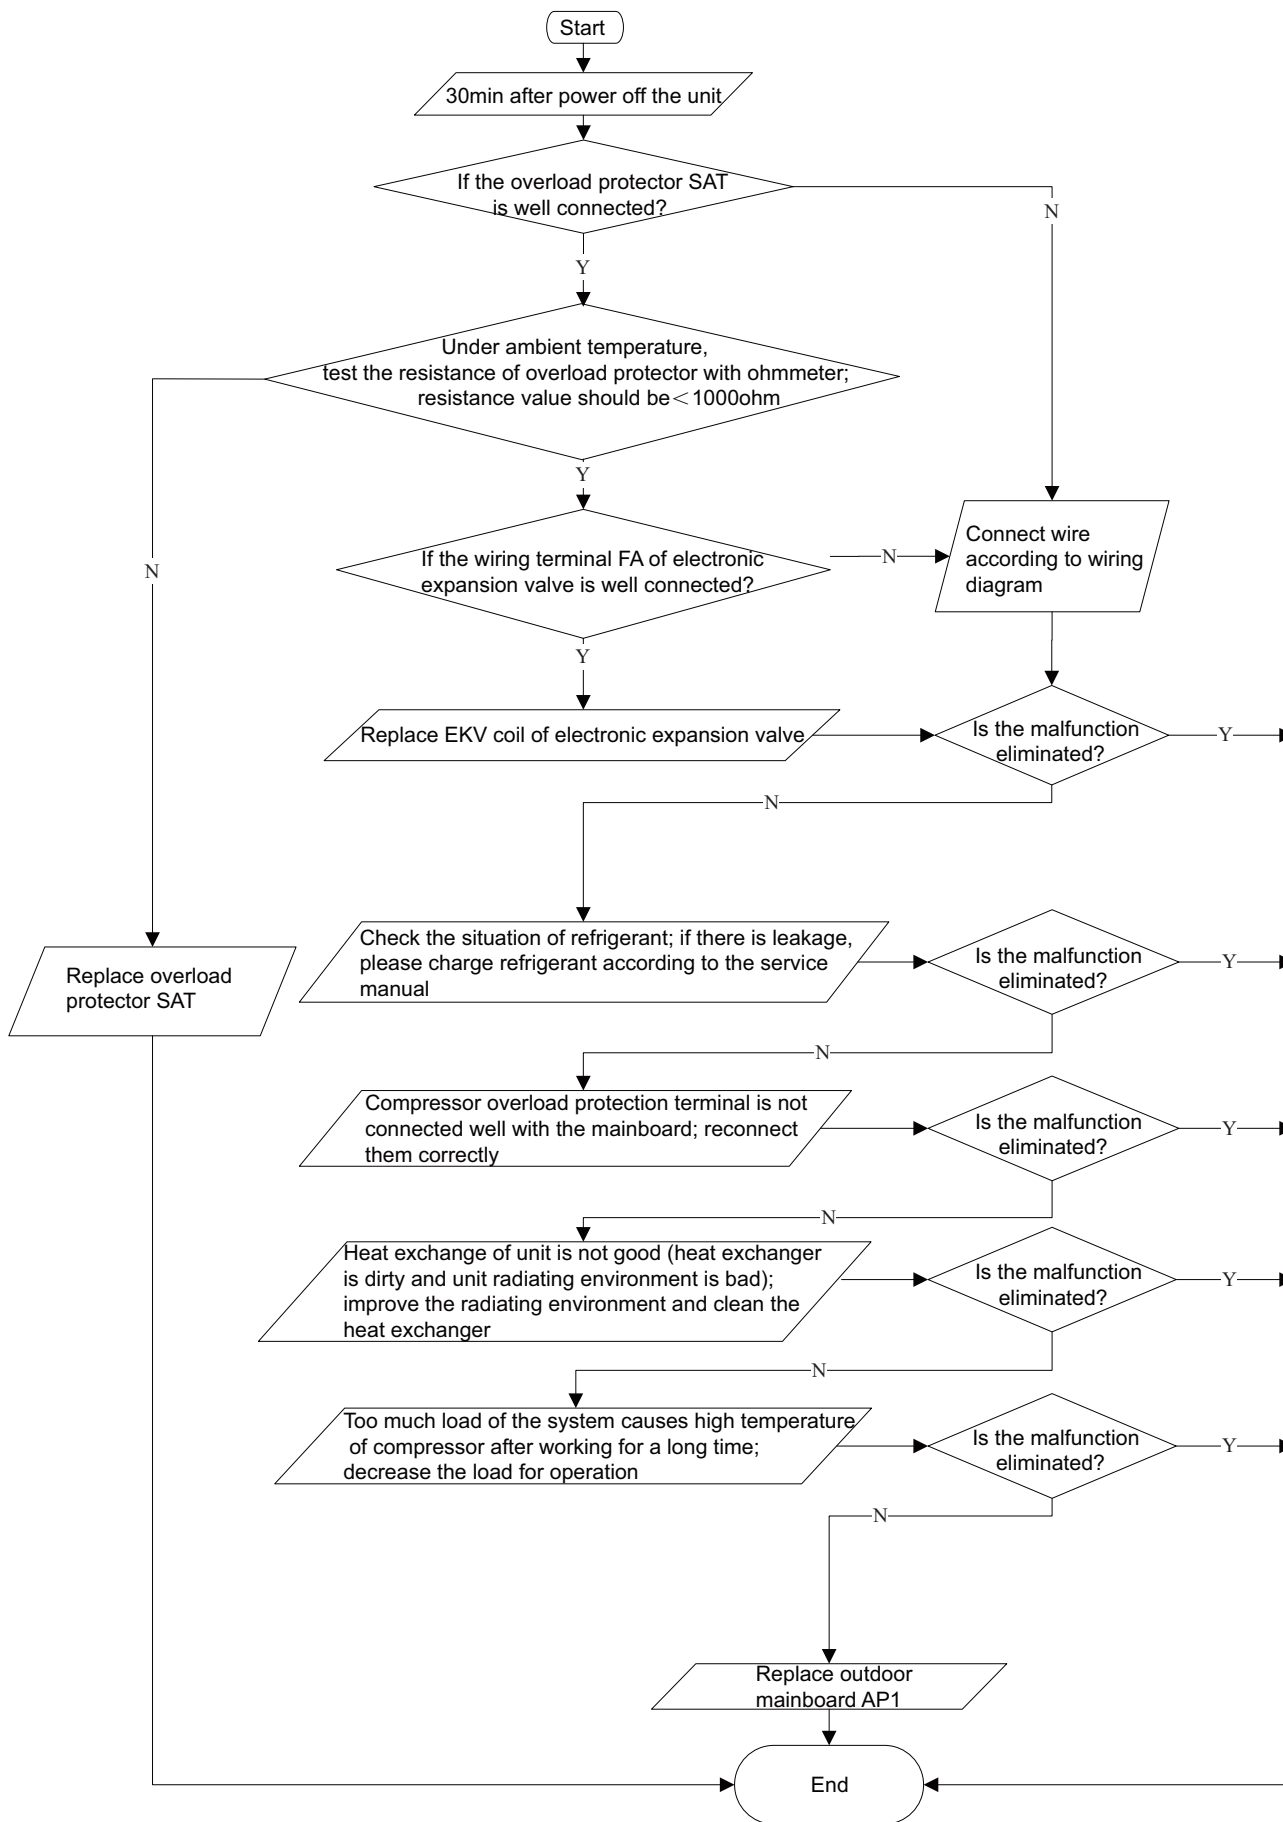 Start
30min after power off the unit
If the overload protector SAT
is well connected?
N
Y
Under ambient temperature,
test the resistance of overload protector with ohmmeter;
resistance value should be＜1000ohm
Y
N
If the wiring terminal FA of electronic
expansion valve is well connected?
N
Connect wire
according to wiring
diagram
Y
Replace EKV coil of electronic expansion valve
Is the malfunction
eliminated?
Y
N
Check the situation of refrigerant; if there is leakage,
please charge refrigerant according to the service
manual
Is the malfunction
eliminated?
Y
Replace overload
protector SAT
N
Compressor overload protection terminal is not
connected well with the mainboard; reconnect
them correctly
Is the malfunction
eliminated?
Y
N
Heat exchange of unit is not good (heat exchanger
is dirty and unit radiating environment is bad);
improve the radiating environment and clean the
heat exchanger
Is the malfunction
eliminated?
Y
N
Too much load of the system causes high temperature
of compressor after working for a long time;
decrease the load for operation
Is the malfunction
eliminated?
Y
N
Replace outdoor
mainboard AP1
End